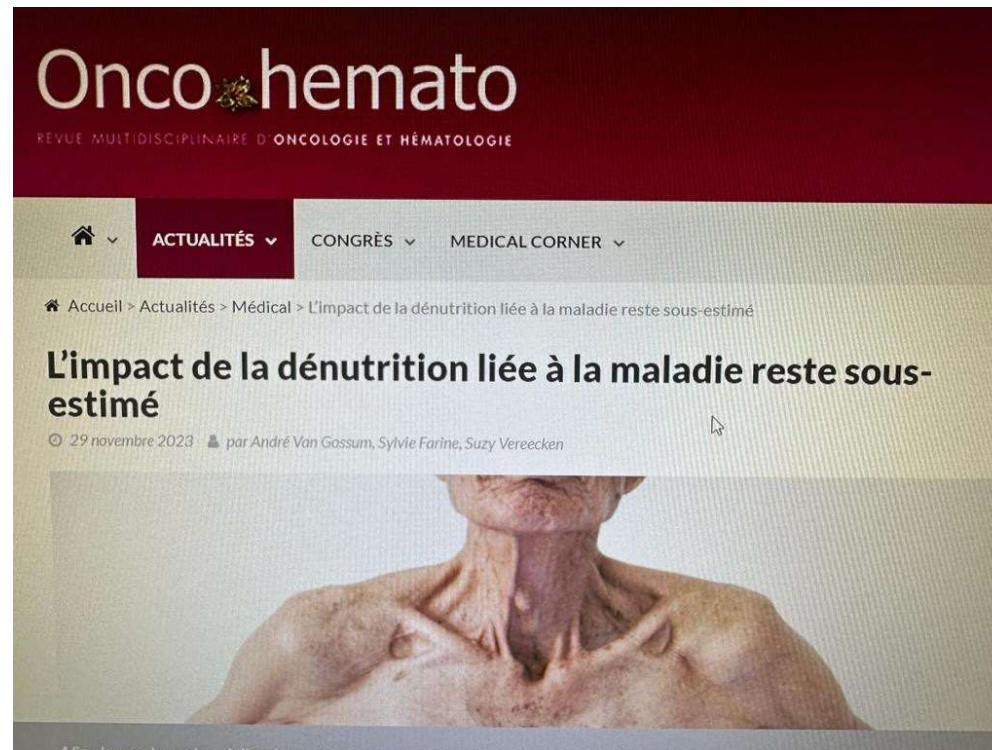 Onco hemato
REVUE MULTIDISCIPLINAIRE D'ONCOLOGIE ET HÉMATOLOGIE
ACTUALITÉS CONGRÈS MEDICAL CORNER
Accueil > Actualités > Médical > L'impact de la dénutrition liée à la maladie reste sous-estimé
L'impact de la dénutrition liée à la maladie reste sous-
estimé
29 novembre 2023 par André Van Gossum, Sylvie Farine, Suzy Vereecken